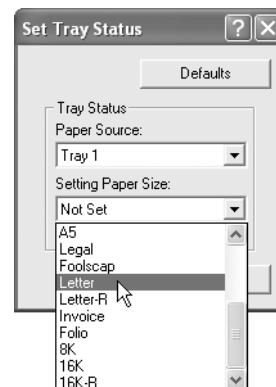 Set Tray Status
Defaults
Tray Status
Paper Source:
Tray 1
Setting Paper Size:
Not Set
A5
Legal
Foolscap
Letter
Letter-R
Invoice
Folio
8K
16K
16K-R